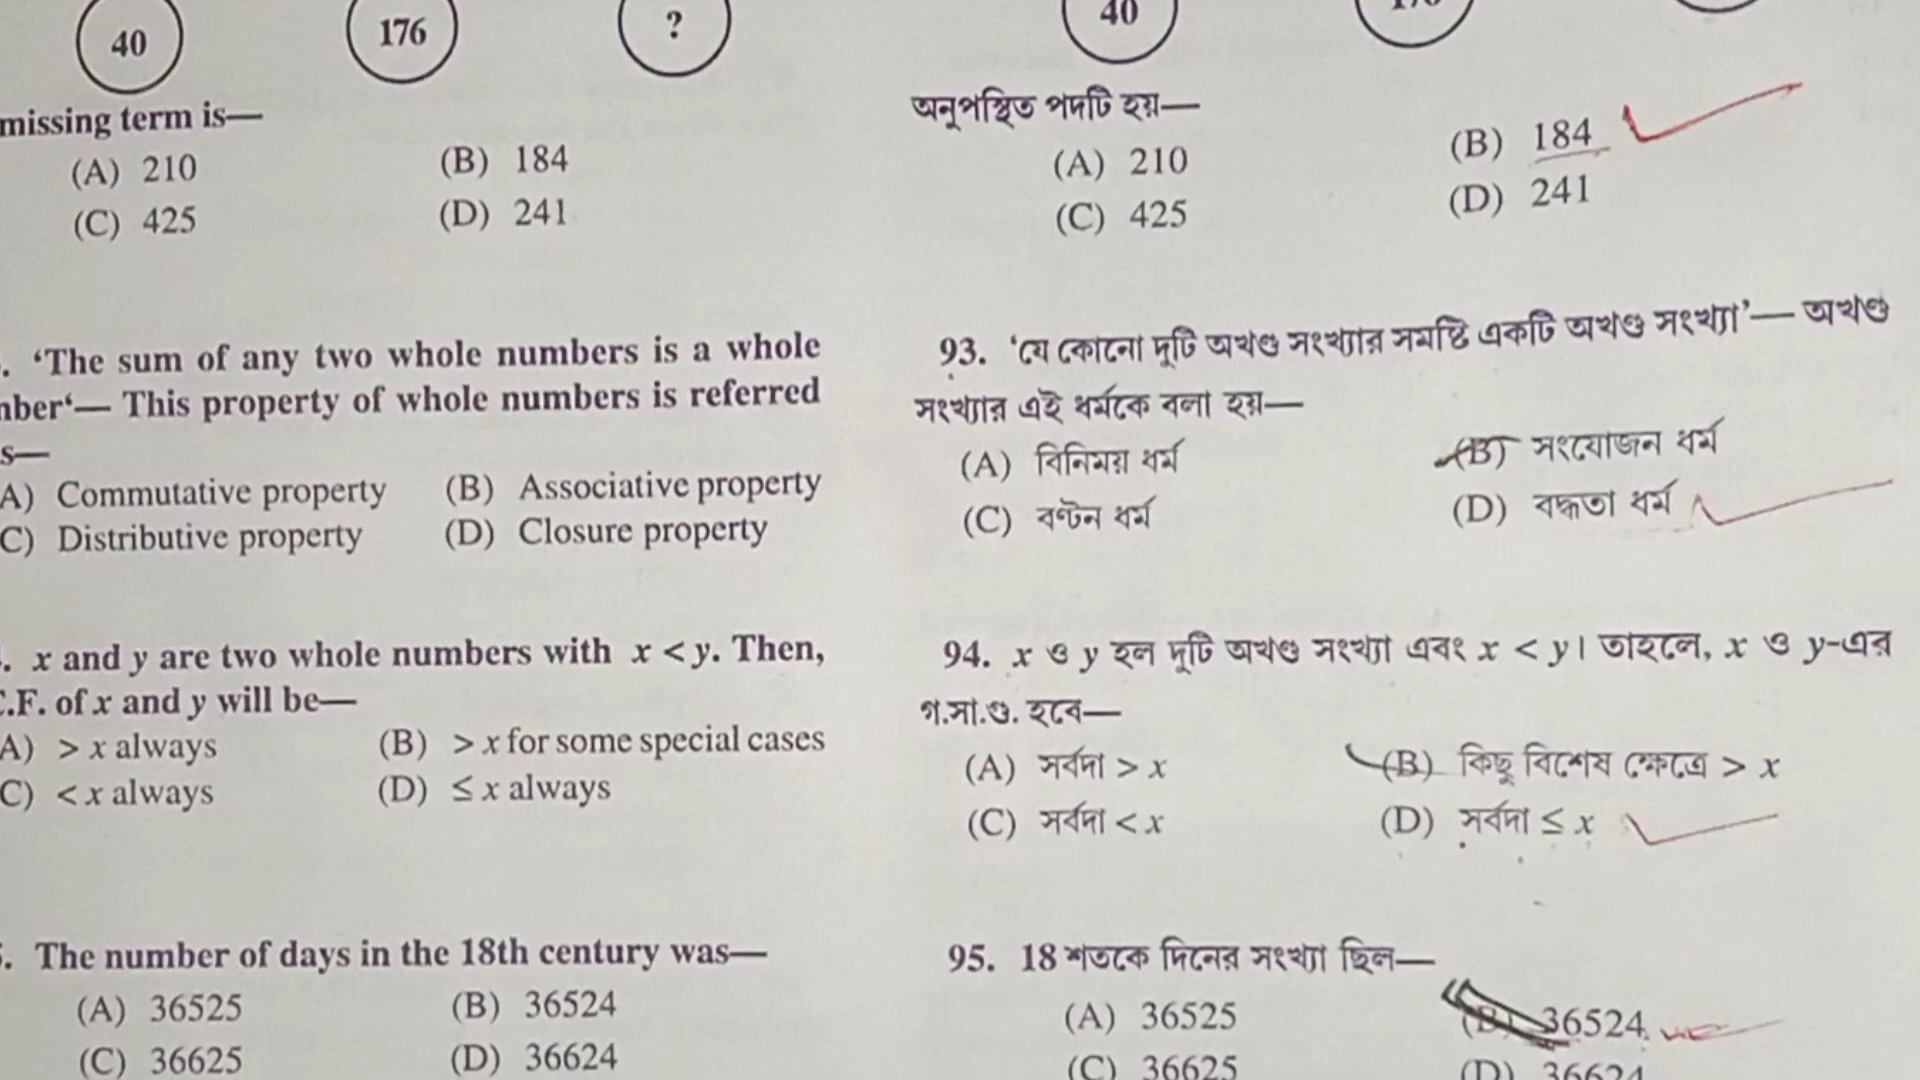 40
176
?
missing term is—
(A) 210
(B) 184
(C) 425
(D) 241
. ‘The sum of any two whole numbers is a whole
nber‘— This property of whole numbers is referred
s—
A) Commutative property
(B) Associative property
C) Distributive property
(D) Closure property
. x and y are two whole numbers with x < y. Then,
C.F. of x and y will be—
A) > x always
(B) > x for some special cases
C) < x always
(D) ≤ x always
. The number of days in the 18th century was—
(A) 36525
(B) 36524
(C) 36625
(D) 36624
40
অনুপস্থিত পদটি হয়—
(A) 210
(B) 184
(C) 425
(D) 241
93. ‘যে কোনো দুটি অখণ্ড সংখ্যার সমষ্টি একটি অখণ্ড সংখ্যা’— অখণ্ড
সংখ্যার এই ধর্মকে বলা হয়—
(A) বিনিময় ধর্ম
(B) সংযোজন ধর্ম
(C) বণ্টন ধর্ম
(D) বদ্ধতা ধর্ম
94. x ও y হল দুটি অখণ্ড সংখ্যা এবং x < y। তাহলে, x ও y-এর
গ.সা.গু. হবে—
(A) সর্বদা > x
(B) কিছু বিশেষ ক্ষেত্রে > x
(C) সর্বদা < x
(D) সর্বদা ≤ x
95. 18 শতকে দিনের সংখ্যা ছিল—
(A) 36525
(B) 36524
(C) 36625
(D) 36624